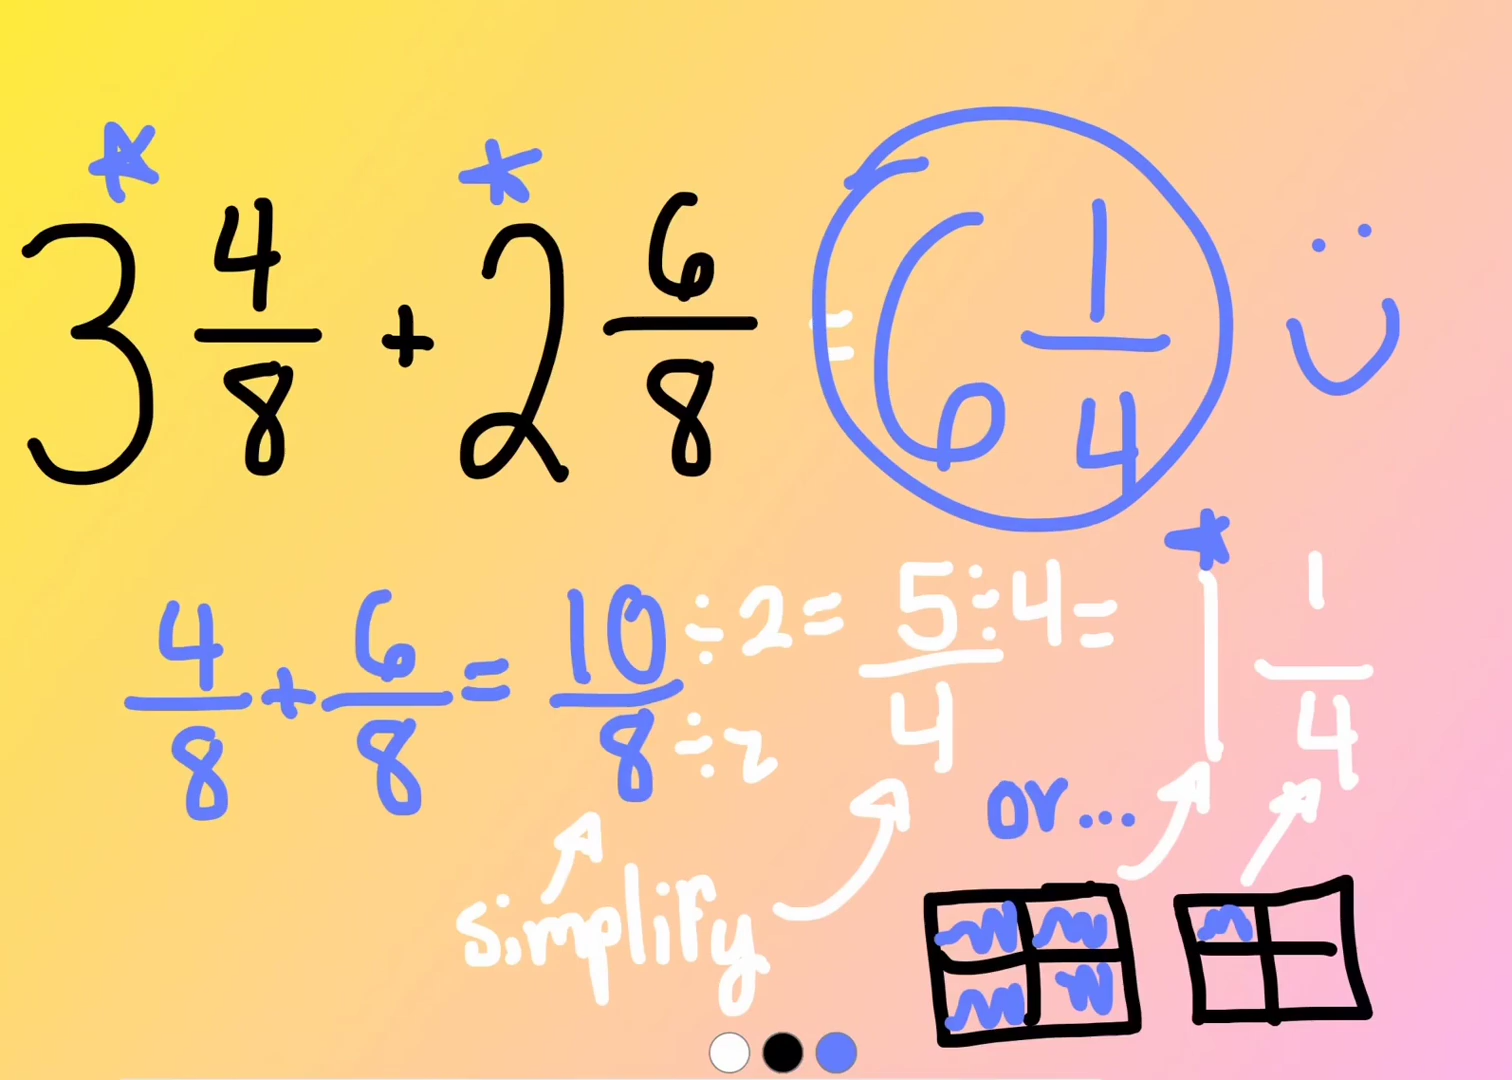 3 4/8 + 2 6/8 = 6 1/4
4/8 + 6/8 = 10/8 ÷2/÷2 = 5/4 ÷ 4 = 1 1/4
or...
simplify